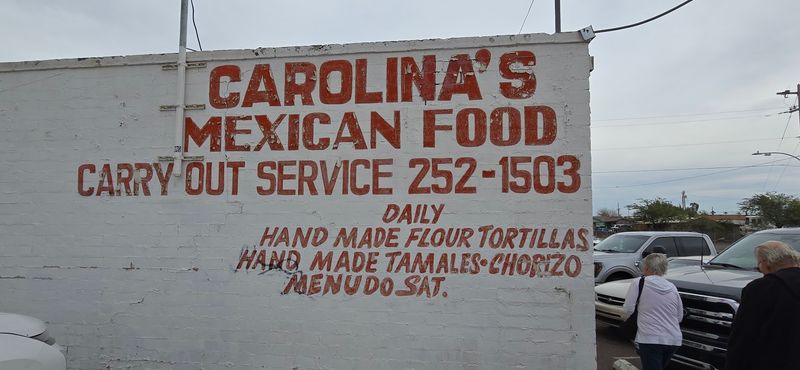 CAROLINA'S
MEXICAN FOOD
CARRY OUT SERVICE 252-1503
DAILY
HAND MADE FLOUR TORTILLAS
HAND MADE TAMALES·CHORIZO
MENUDO SAT.